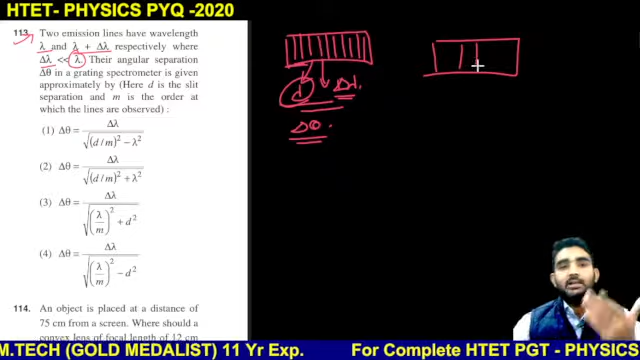 HTET- PHYSICS PYQ -2020
113. Two emission lines have wavelength
λ and λ + Δλ respectively where
Δλ << λ. Their angular separation
Δθ in a grating spectrometer is given
approximately by (Here d is the slit
separation and m is the order at
which the lines are observed) :
(1) Δθ = Δλ / √((d/m)² − λ²)
(2) Δθ = Δλ / √((d/m)² + λ²)
(3) Δθ = Δλ / √((λ/m)² + d²)
(4) Δθ = Δλ / √((λ/m)² − d²)
114. An object is placed at a distance of
75 cm from a screen. Where should a
convex lens of focal length of 12 cm
d Δλ.
Δθ.
M.TECH (GOLD MEDALIST) 11 Yr Exp. For Complete HTET PGT - PHYSICS